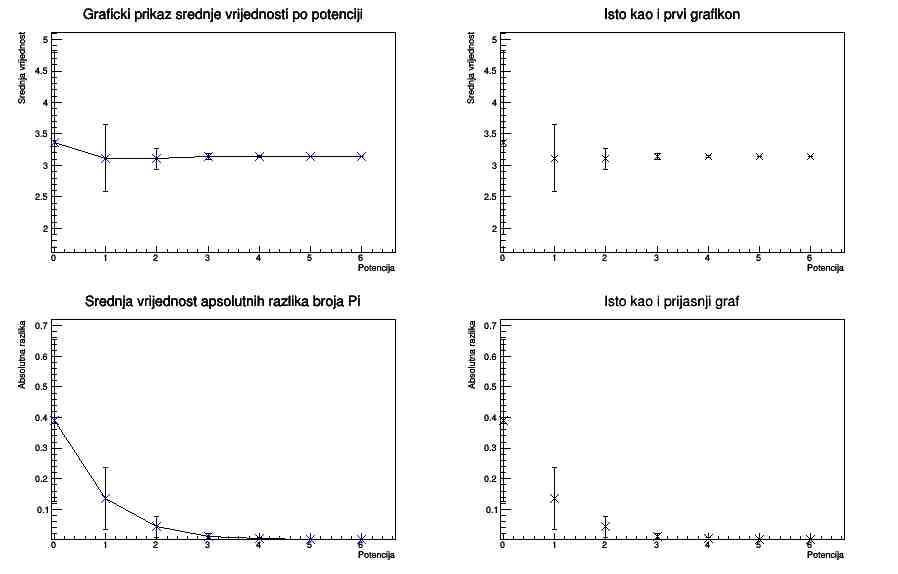 Graficki prikaz srednje vrijednosti po potenciji
Srednja vrijednost
5
4.5
4
3.5
3
2.5
2
0 1 2 3 4 5 6
Potencija
Isto kao i prvi grafikon
Srednja vrijednost
5
4.5
4
3.5
3
2.5
2
0 1 2 3 4 5 6
Potencija
Srednja vrijednost apsolutnih razlika broja Pi
Absolutna razlika
0.7
0.6
0.5
0.4
0.3
0.2
0.1
0 1 2 3 4 5 6
Potencija
Isto kao i prijasnji graf
Absolutna razlika
0.7
0.6
0.5
0.4
0.3
0.2
0.1
0 1 2 3 4 5 6
Potencija